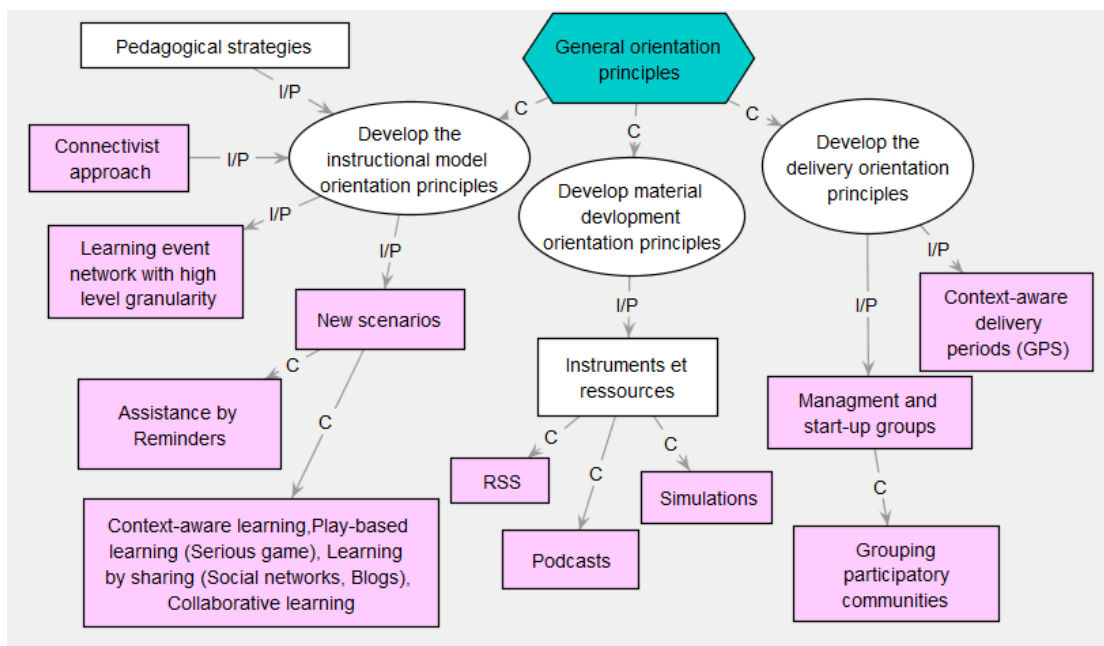 Pedagogical strategies
General orientation
principles
I/P
C
C
C
Develop the
instructional model
orientation principles
Develop the
delivery orientation
principles
Connectivist
approach
I/P
Develop material
devlopment
orientation principles
I/P
Learning event
network with high
level granularity
I/P
I/P
I/P
I/P
New scenarios
Context-aware
delivery
periods (GPS)
C
Instruments et
ressources
Assistance by
Reminders
C
Managment and
start-up groups
C
C
C
RSS
Simulations
C
Context-aware learning,Play-based
learning (Serious game), Learning
by sharing (Social networks, Blogs),
Collaborative learning
Podcasts
Grouping
participatory
communities